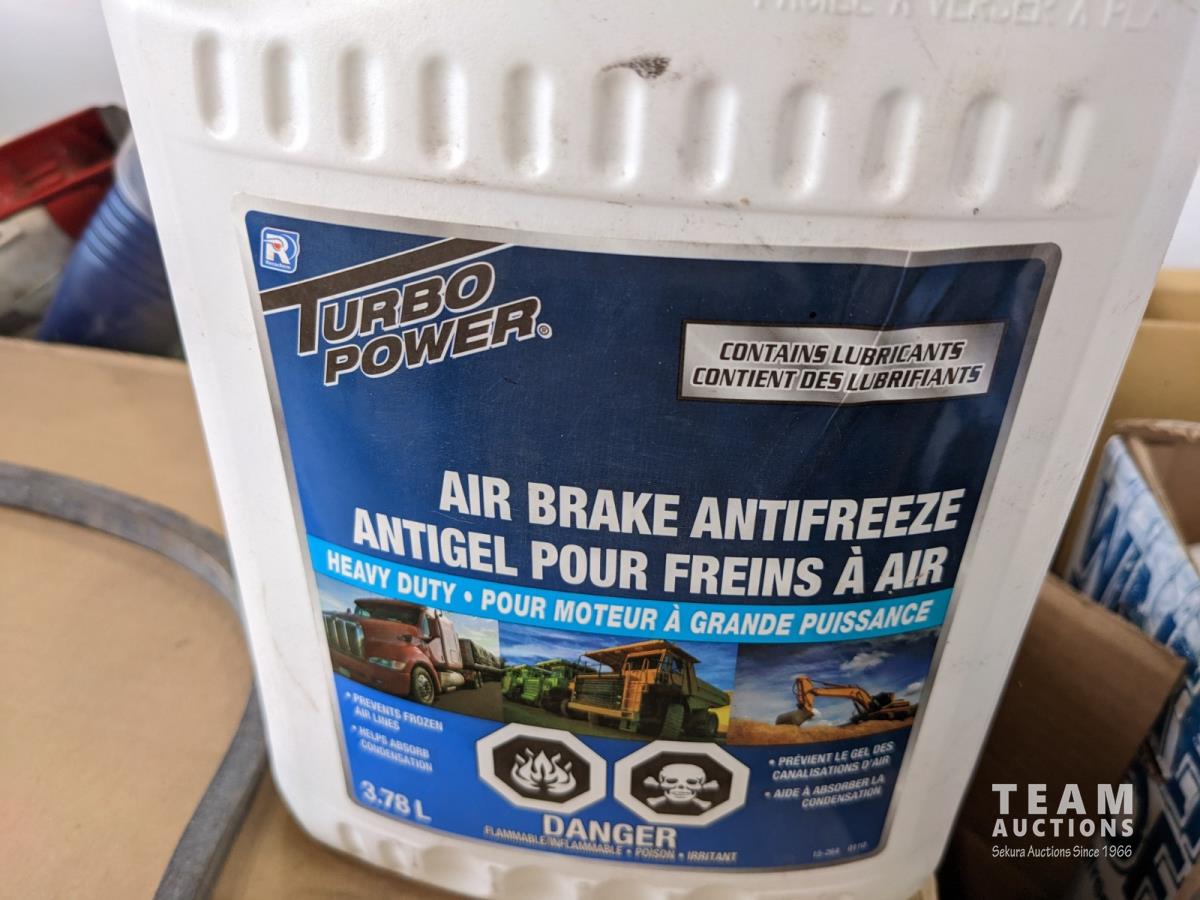 TURBO
POWER®
CONTAINS LUBRICANTS
CONTIENT DES LUBRIFIANTS
AIR BRAKE ANTIFREEZE
ANTIGEL POUR FREINS À AIR
HEAVY DUTY • POUR MOTEUR À GRANDE PUISSANCE
• PREVENTS FROZEN
AIR LINES
• HELPS ABSORB
CONDENSATION
3.78 L
• PRÉVIENT LE GEL DES
CANALISATIONS D'AIR
• AIDE À ABSORBER LA
CONDENSATION
DANGER
FLAMMABLE/INFLAMMABLE • POISON • IRRITANT
TEAM
AUCTIONS
Sekura Auctions Since 1966